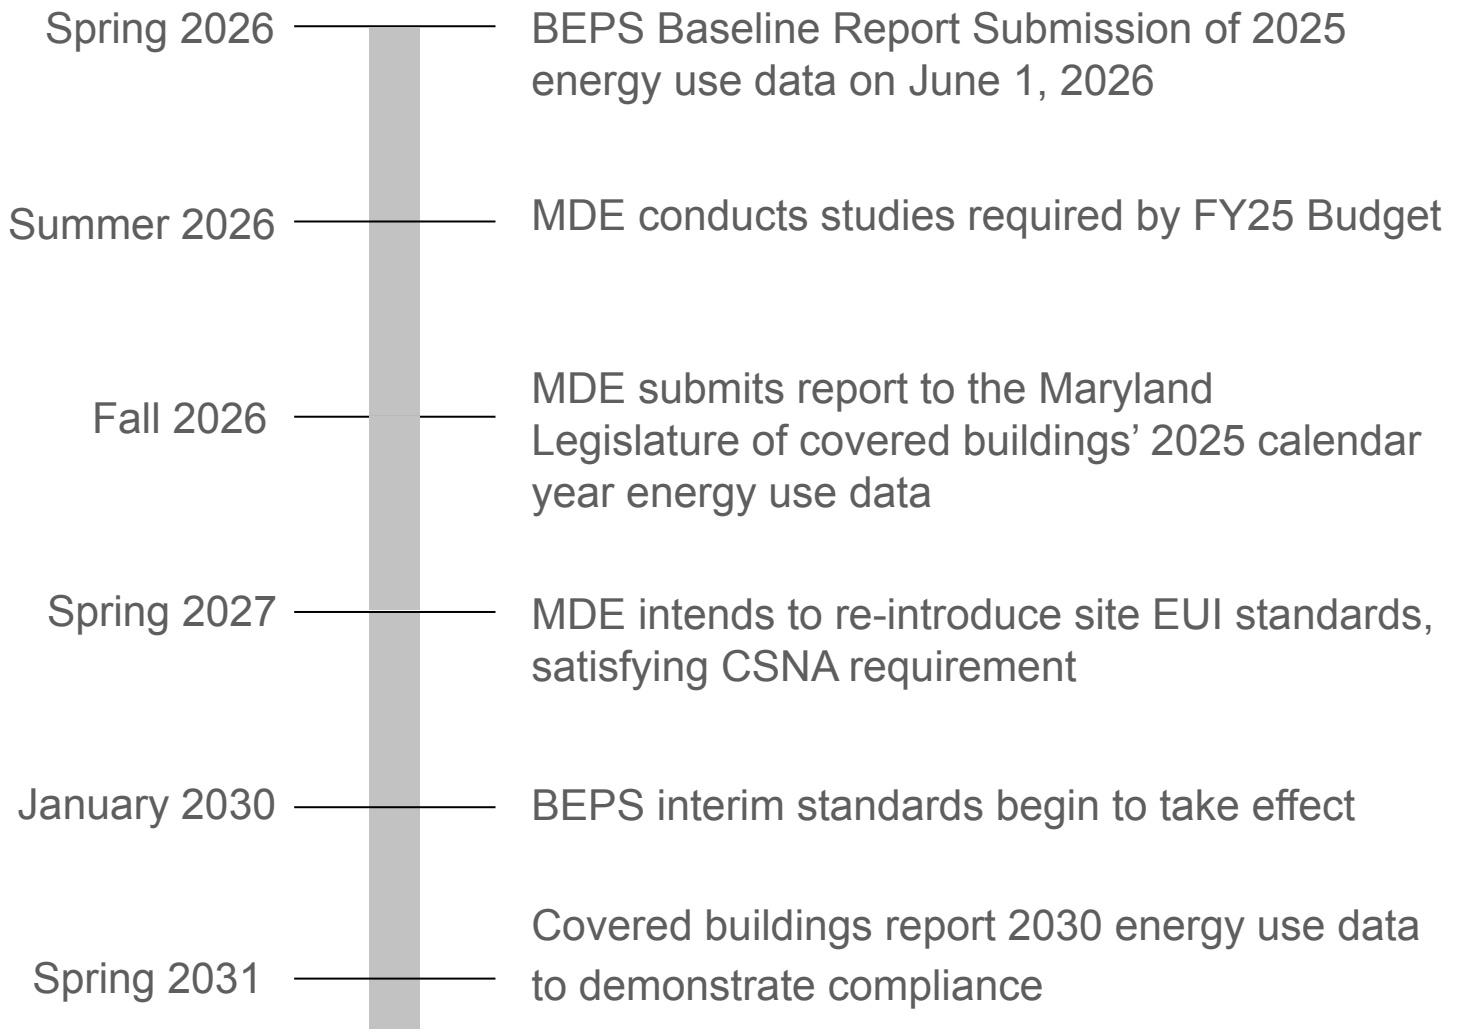 Spring 2026
BEPS Baseline Report Submission of 2025
energy use data on June 1, 2026
Summer 2026
MDE conducts studies required by FY25 Budget
Fall 2026
MDE submits report to the Maryland
Legislature of covered buildings’ 2025 calendar
year energy use data
Spring 2027
MDE intends to re-introduce site EUI standards,
satisfying CSNA requirement
January 2030
BEPS interim standards begin to take effect
Spring 2031
Covered buildings report 2030 energy use data
to demonstrate compliance